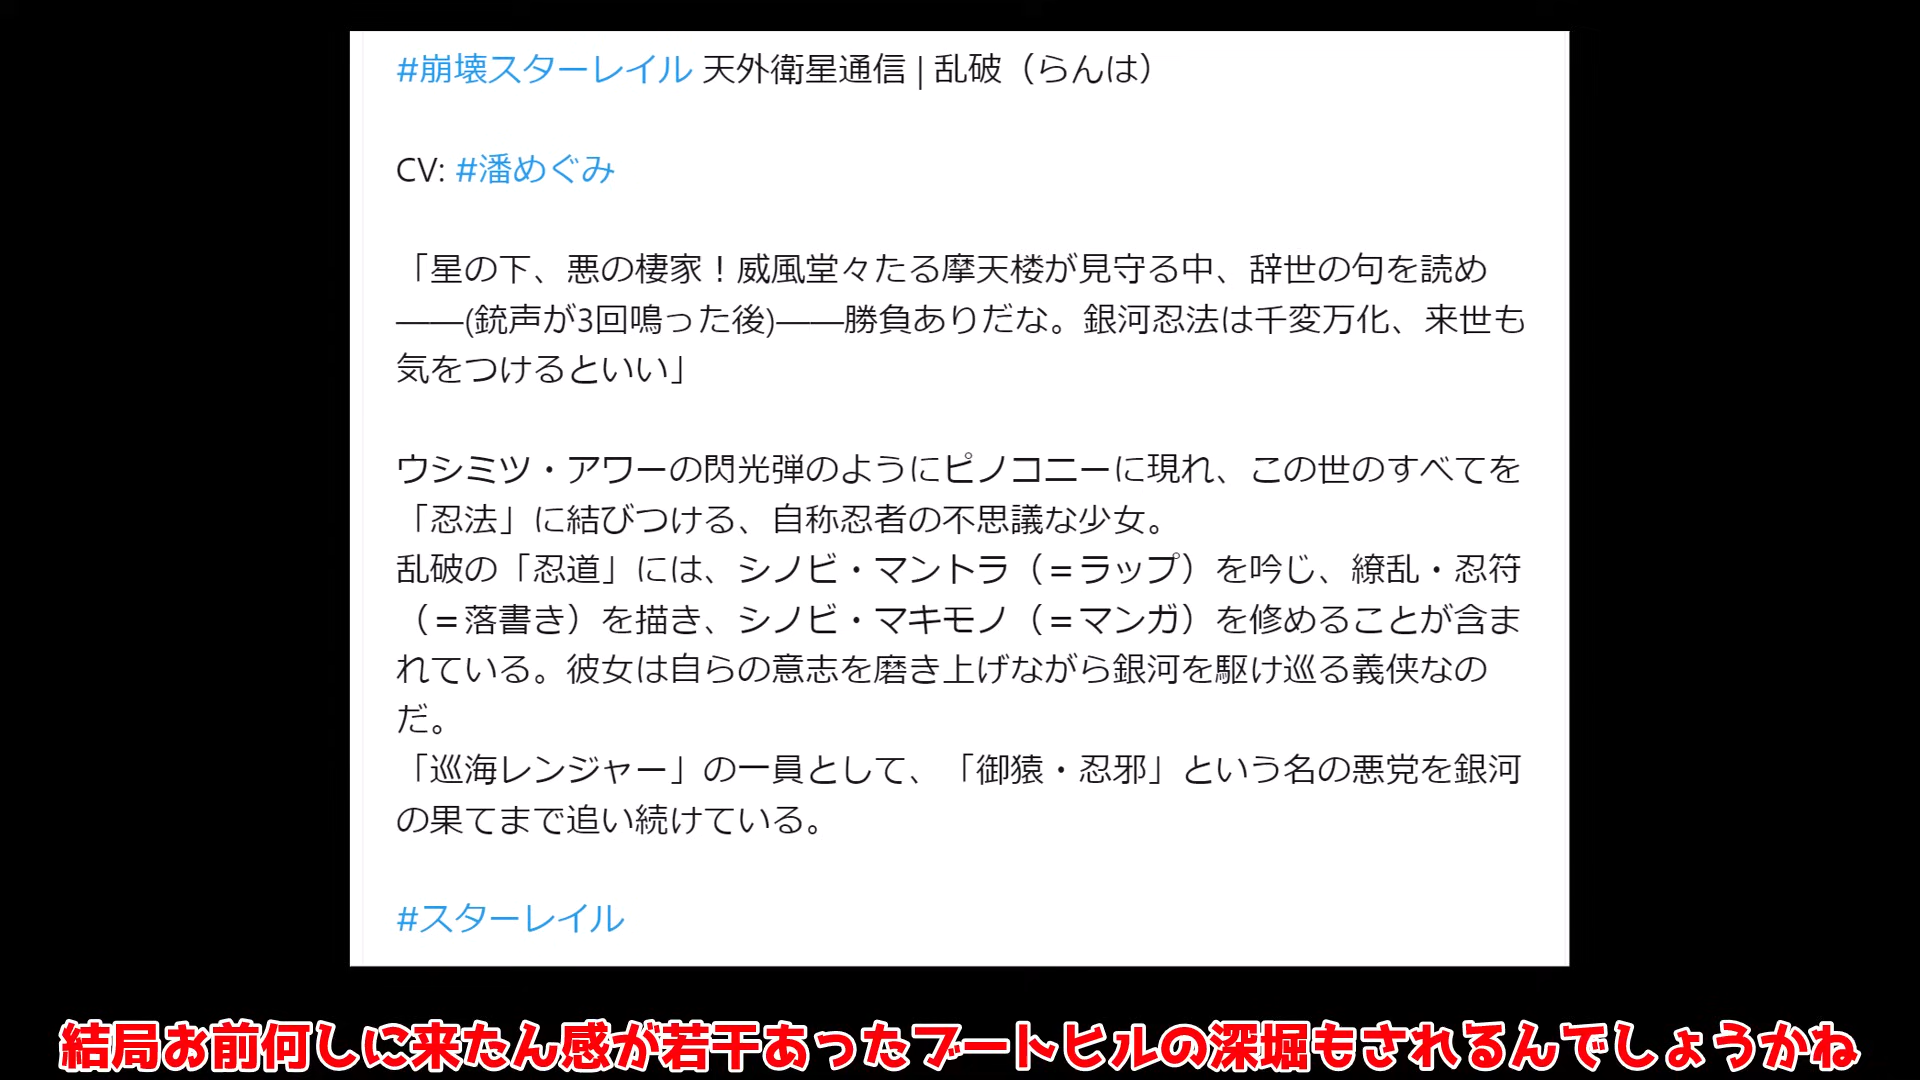 #崩壊スターレイル 天外衛星通信 | 乱破（らんは）
CV: #潘めぐみ
「星の下、悪の棲家！威風堂々たる摩天楼が見守る中、辞世の句を読め
——(銃声が3回鳴った後)——勝負ありだな。銀河忍法は千変万化、来世も
気をつけるといい」
ウシミツ・アワーの閃光弾のようにピノコニーに現れ、この世のすべてを
「忍法」に結びつける、自称忍者の不思議な少女。
乱破の「忍道」には、シノビ・マントラ（＝ラップ）を吟じ、繚乱・忍符
（＝落書き）を描き、シノビ・マキモノ（＝マンガ）を修めることが含ま
れている。彼女は自らの意志を磨き上げながら銀河を駆け巡る義侠なの
だ。
「巡海レンジャー」の一員として、「御猿・忍邪」という名の悪党を銀河
の果てまで追い続けている。
#スターレイル
結局お前何しに来たん感が若干あったブートヒルの深堀もされるんでしょうかね